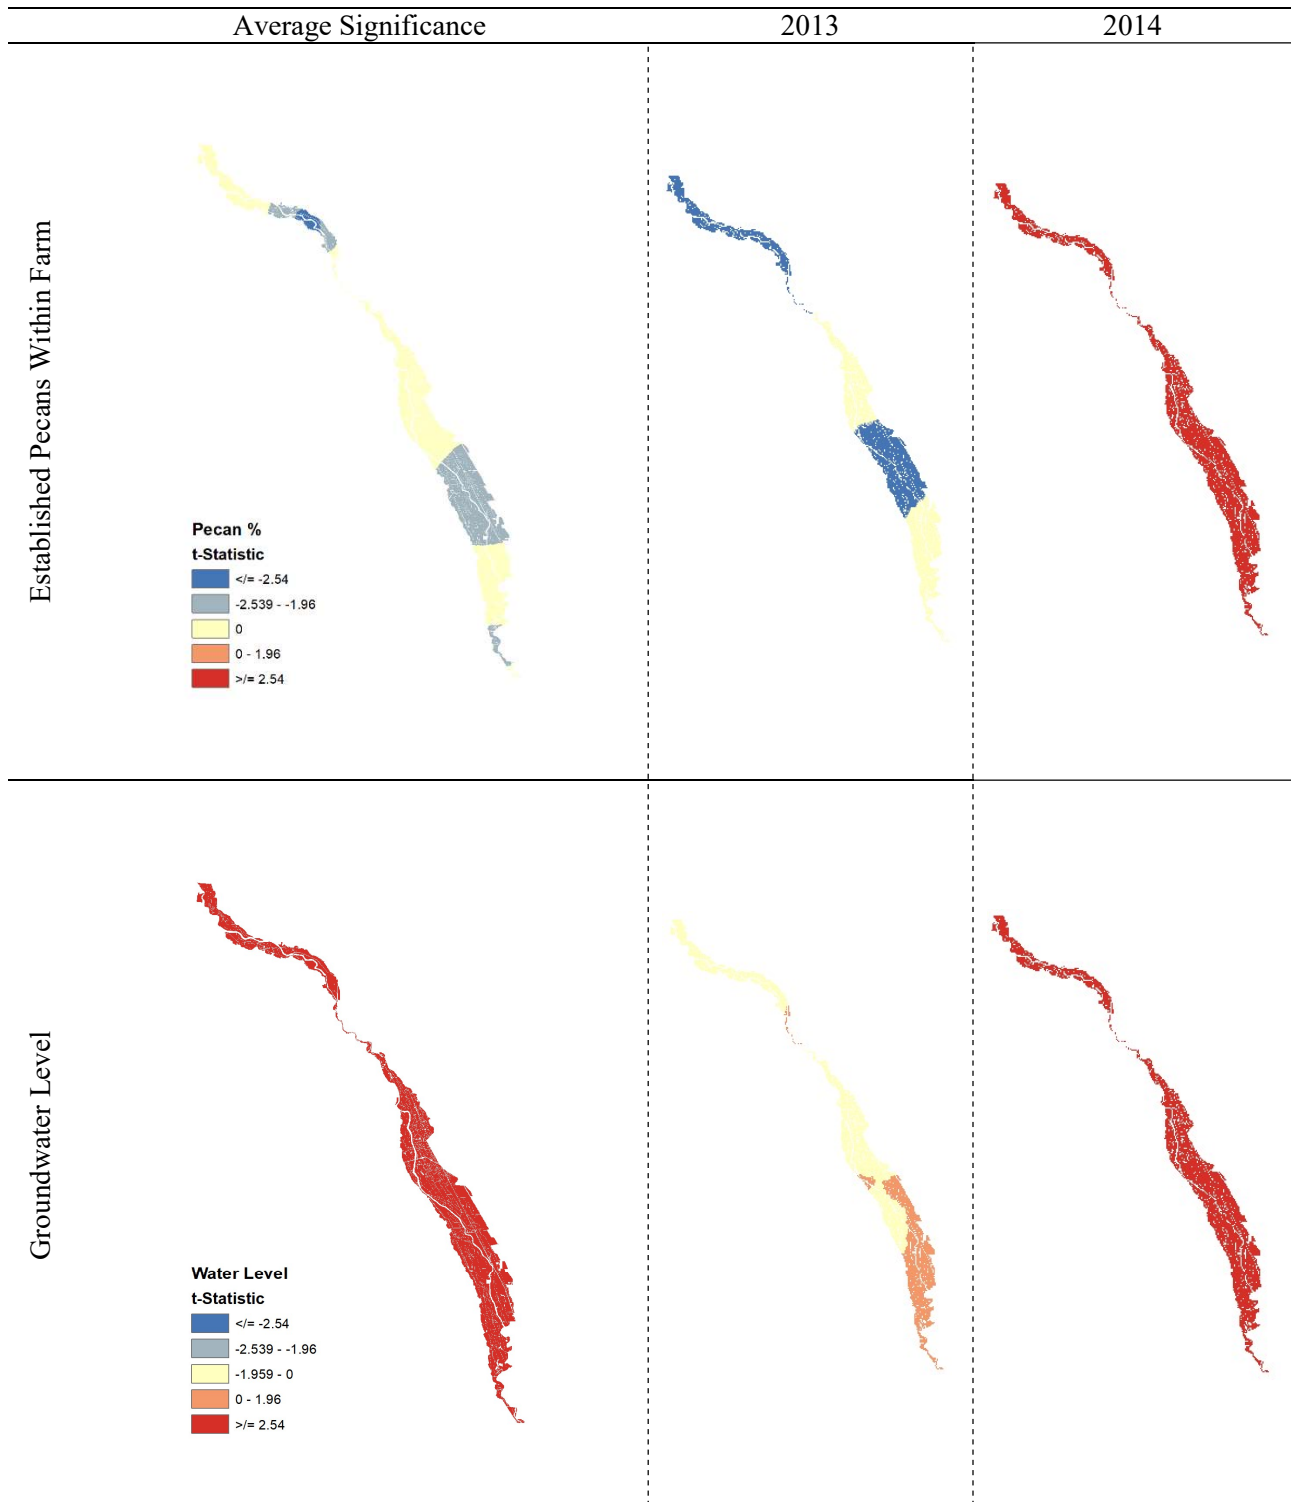 Average Significance
2013
2014
Established Pecans Within Farm
Pecan %
t-Statistic
</= -2.54
-2.539 - -1.96
0
0 - 1.96
>/= 2.54
Groundwater Level
Water Level
t-Statistic
</= -2.54
-2.539 - -1.96
-1.959 - 0
0 - 1.96
>/= 2.54